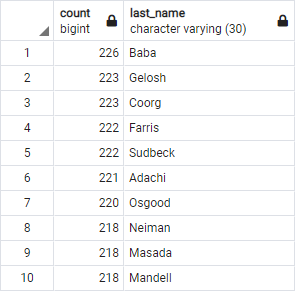 count last_name
bigint character varying (30)
1 226 Baba
2 223 Gelosh
3 223 Coorg
4 222 Farris
5 222 Sudbeck
6 221 Adachi
7 220 Osgood
8 218 Neiman
9 218 Masada
10 218 Mandell